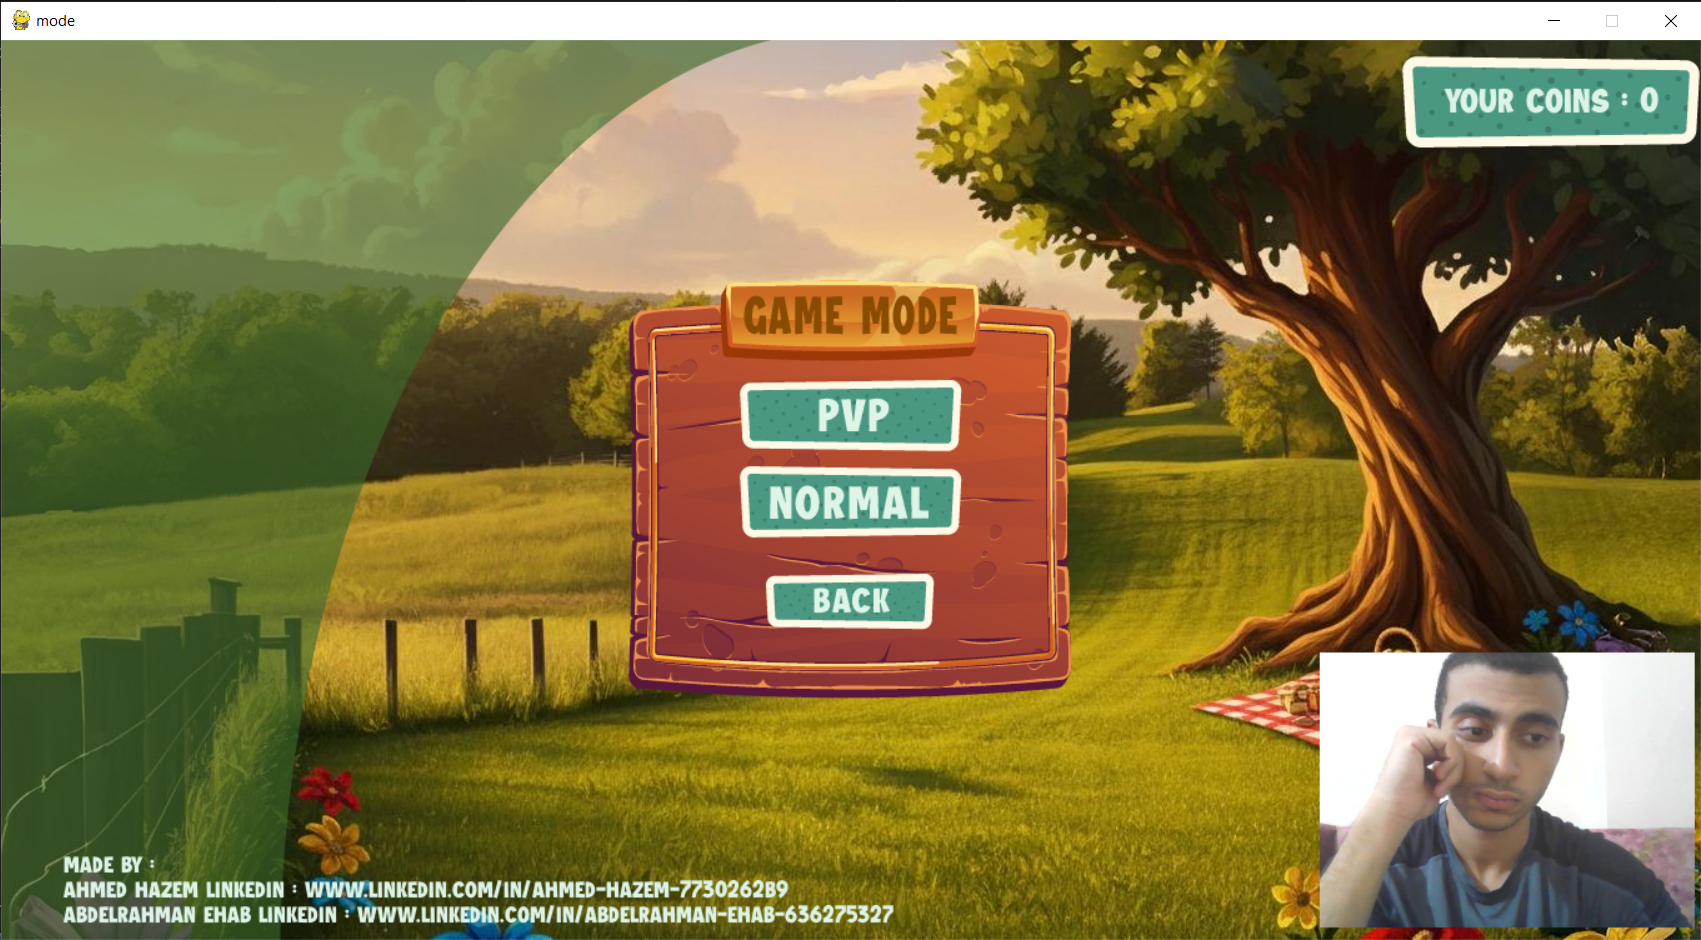 mode
YOUR COINS : 0
GAME MODE
PVP
NORMAL
BACK
MADE BY :
AHMED HAZEM LINKEDIN : WWW.LINKEDIN.COM/IN/AHMED-HAZEM-7730262B9
ABDELRAHMAN EHAB LINKEDIN : WWW.LINKEDIN.COM/IN/ABDELRAHMAN-EHAB-636275327